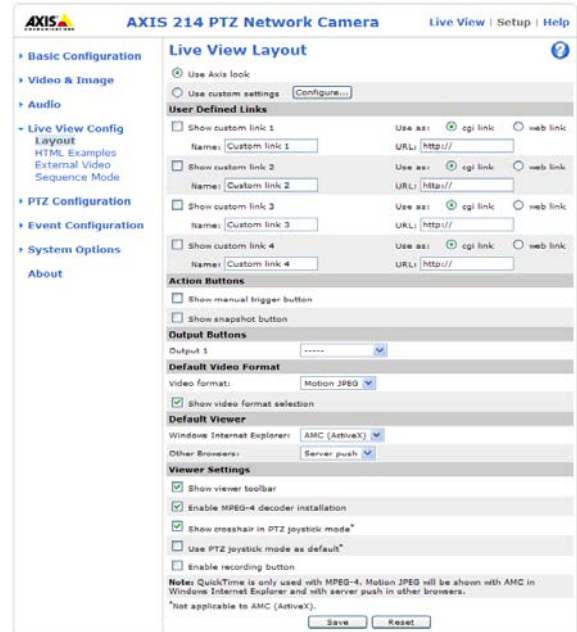 AXIS
COMMUNICATIONS
AXIS 214 PTZ Network Camera
Live View | Setup | Help
Basic Configuration
Video & Image
Audio
Live View Config
Layout
HTML Examples
External Video
Sequence Mode
PTZ Configuration
Event Configuration
System Options
About
Live View Layout
?
Use Axis look
Use custom settings Configure...
User Defined Links
Show custom link 1 Use as: cgi link web link
Name: Custom link 1 URL: http://
Show custom link 2 Use as: cgi link web link
Name: Custom link 2 URL: http://
Show custom link 3 Use as: cgi link web link
Name: Custom link 3 URL: http://
Show custom link 4 Use as: cgi link web link
Name: Custom link 4 URL: http://
Action Buttons
Show manual trigger button
Show snapshot button
Output Buttons
Output 1 -----
Default Video Format
Video format: Motion JPEG
Show video format selection
Default Viewer
Windows Internet Explorer: AMC (ActiveX)
Other Browsers: Server push
Viewer Settings
Show viewer toolbar
Enable MPEG-4 decoder installation
Show crosshair in PTZ joystick mode*
Use PTZ joystick mode as default*
Enable recording button
Note: QuickTime is only used with MPEG-4. Motion JPEG will be shown with AMC in
Windows Internet Explorer and with server push in other browsers.
*Not applicable to AMC (ActiveX).
Save Reset